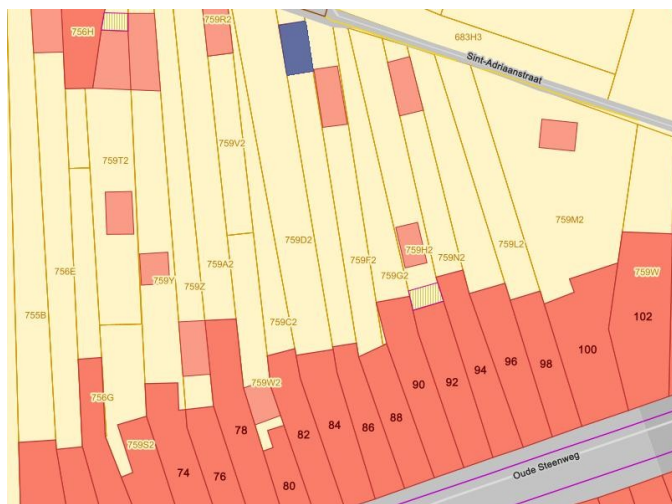 756H
759R2
683H3
Sint-Adriaanstraat
759V2
759T2
759M2
759D2
756E
759A2
759F2
759H2
759L2
759N2
759G2
759Y
759Z
759W
755B
759C2
102
100
98
96
94
92
90
88
86
84
82
759W2
756G
78
759S2
74
76
80
Oude Steenweg